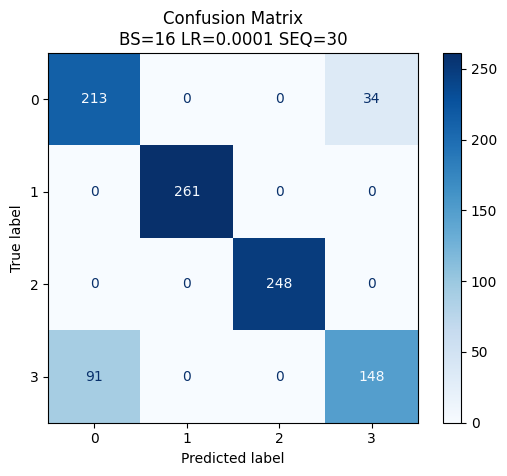 Confusion Matrix
BS=16 LR=0.0001 SEQ=30
0 213 0 0 34
1 0 261 0 0
2 0 0 248 0
3 91 0 0 148
0 1 2 3
Predicted label
True label
250
200
150
100
50
0